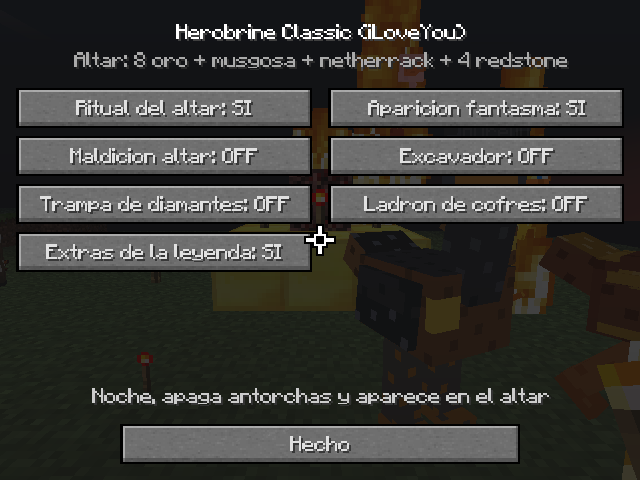 Herobrine Classic (iLoveYou)
Altar: 8 oro + musgosa + netherrack + 4 redstone
Ritual del altar: SI
Aparicion fantasma: SI
Maldicion altar: OFF
Excavador: OFF
Trampa de diamantes: OFF
Ladron de cofres: OFF
Extras de la leyenda: SI
Noche, apaga antorchas y aparece en el altar
Hecho